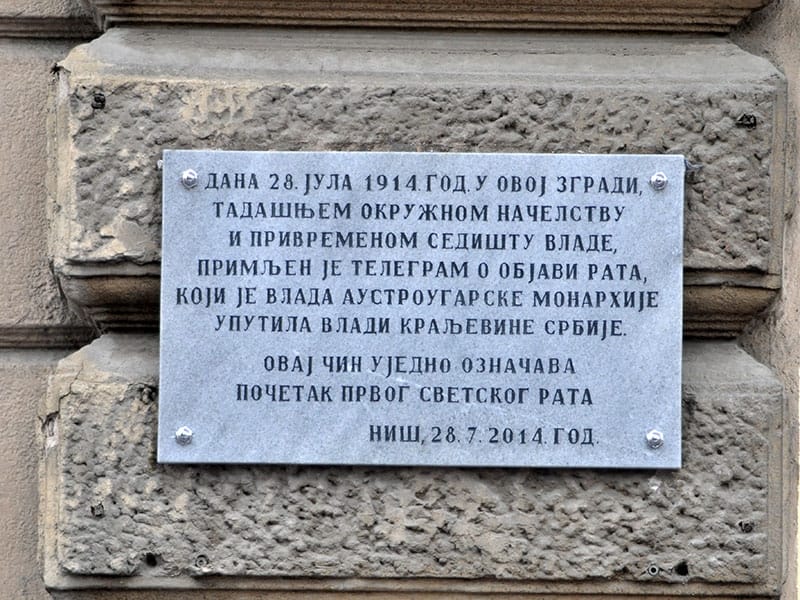 ДАНА 28. ЈУЛА 1914. ГОД. У ОВОЈ ЗГРАДИ,
ТАДАШЊЕМ ОКРУЖНОМ НАЧЕЛСТВУ
И ПРИВРЕМЕНОМ СЕДИШТУ ВЛАДЕ,
ПРИМЉЕН ЈЕ ТЕЛЕГРАМ О ОБЈАВИ РАТА,
КОЈИ ЈЕ ВЛАДА АУСТРОУГАРСКЕ МОНАРХИЈЕ
УПУТИЛА ВЛАДИ КРАЉЕВИНЕ СРБИЈЕ.
ОВАЈ ЧИН УЈЕДНО ОЗНАЧАВА
ПОЧЕТАК ПРВОГ СВЕТСКОГ РАТА
НИШ, 28. 7. 2014. ГОД.